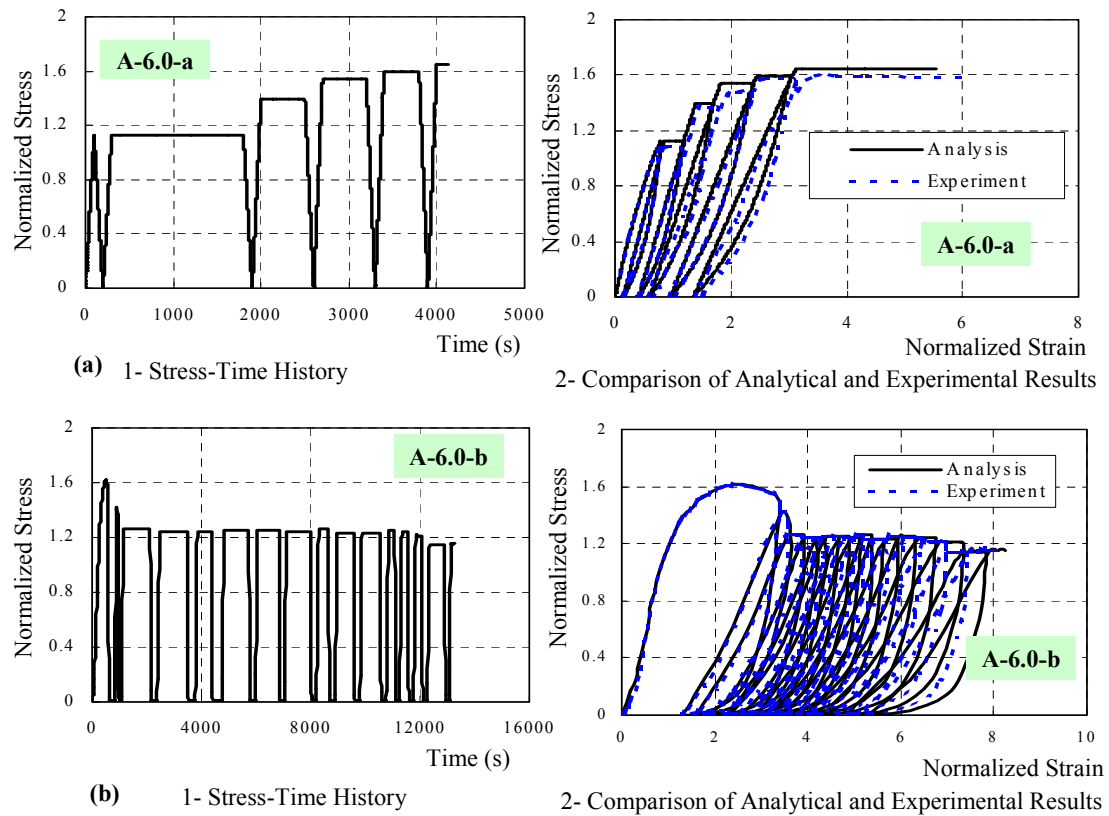 2
1.6
1.2
0.8
0.4
0
Normalized Stress
A-6.0-a
0 1000 2000 3000 4000 5000
Time (s)
(a) 1- Stress-Time History
2
1.6
1.2
0.8
0.4
0
Normalized Stress
Analysis
Experiment
A-6.0-a
0 2 4 6 8
Normalized Strain
2- Comparison of Analytical and Experimental Results
2
1.6
1.2
0.8
0.4
0
Normalized Stress
A-6.0-b
0 4000 8000 12000 16000
Time (s)
(b) 1- Stress-Time History
2
1.6
1.2
0.8
0.4
0
Normalized Stress
Analysis
Experiment
A-6.0-b
0 2 4 6 8 10
Normalized Strain
2- Comparison of Analytical and Experimental Results